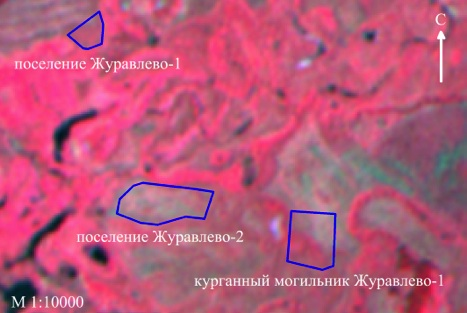 С
поселение Журавлево-1
поселение Журавлево-2
курганный могильник Журавлево-1
М 1:10000